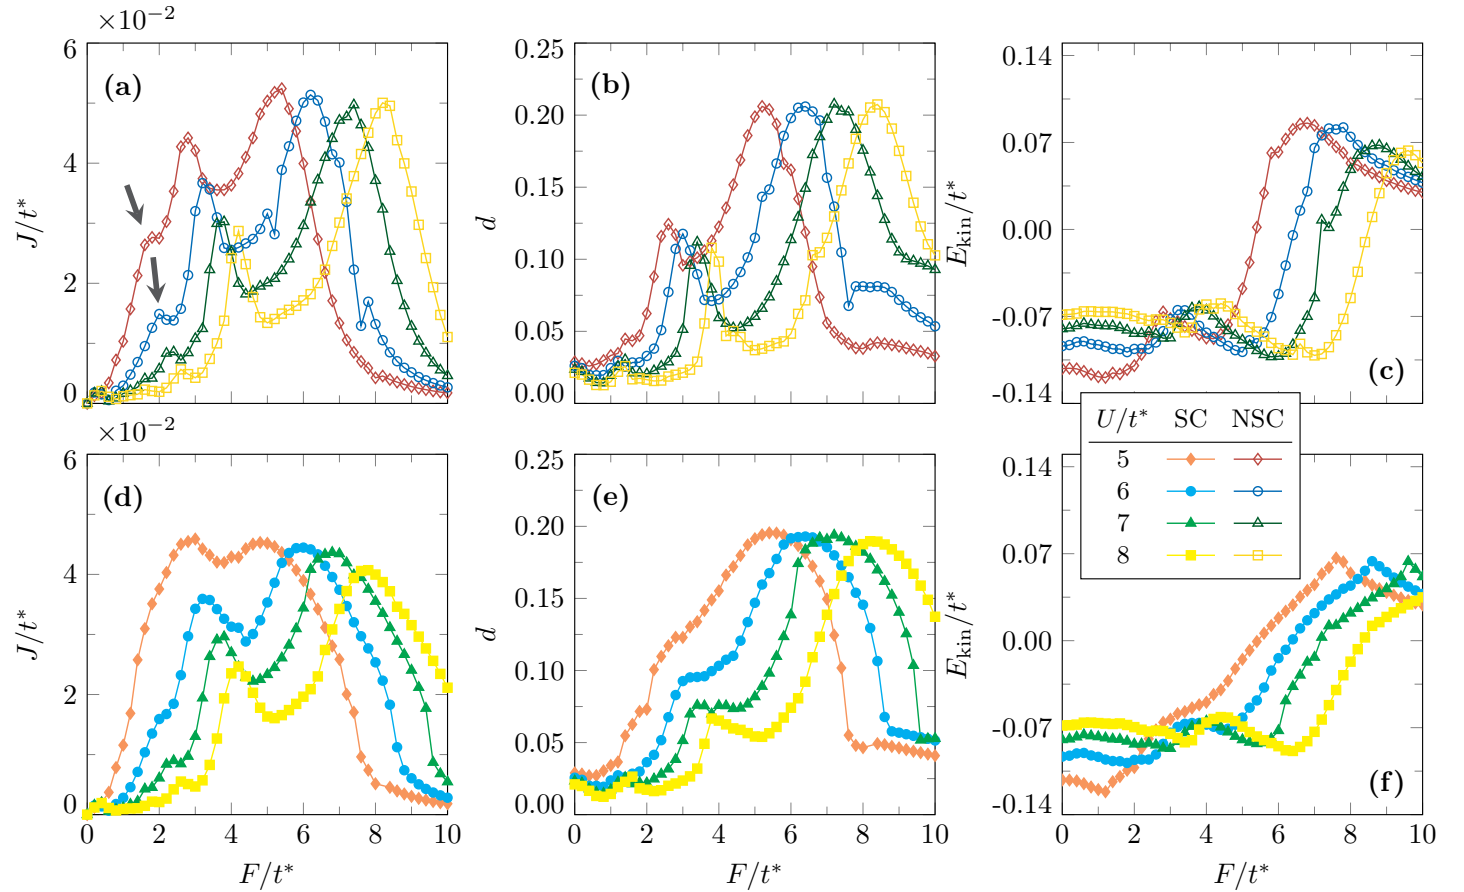 ×10⁻²
6
4
2
0
J/t*
(a)
0.25
0.20
0.15
0.10
0.05
0.00
d
(b)
0.14
0.07
0.00
-0.07
-0.14
E_kin/t*
(c)
×10⁻²
6
4
2
0
J/t*
(d)
0 2 4 6 8 10
F/t*
0.25
0.20
0.15
0.10
0.05
0.00
d
(e)
0 2 4 6 8 10
F/t*
U/t* SC NSC
5
6
7
8
0.14
0.07
0.00
-0.07
-0.14
E_kin/t*
(f)
0 2 4 6 8 10
F/t*